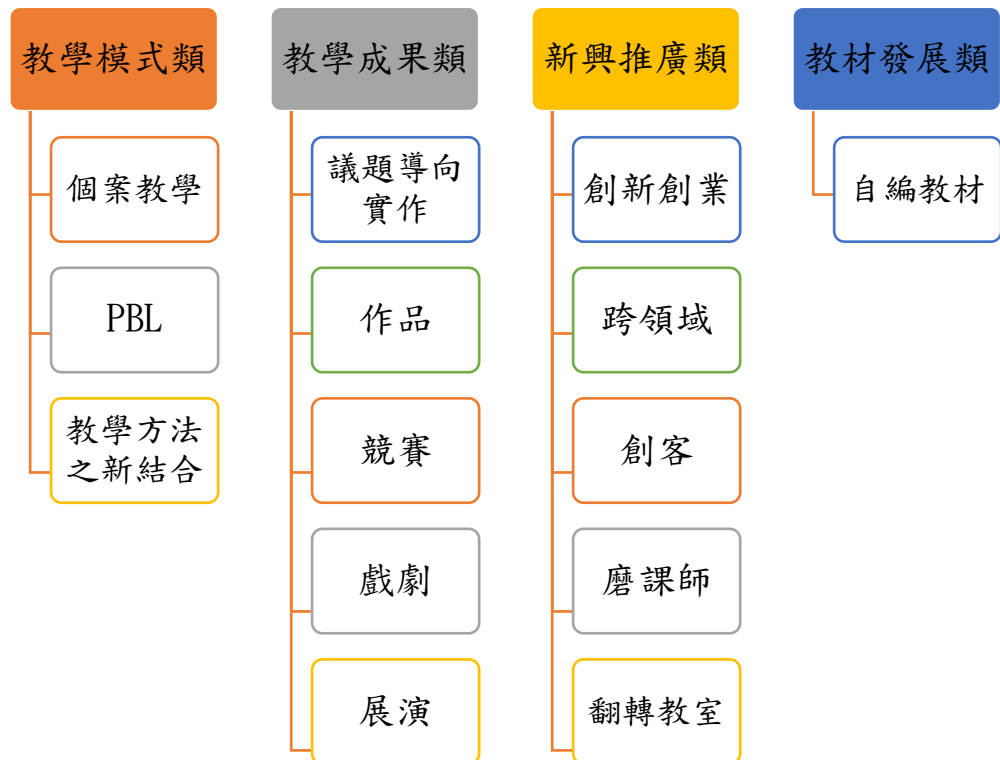 教學模式類
個案教學
PBL
教學方法
之新結合
教學成果類
議題導向
實作
作品
競賽
戲劇
展演
新興推廣類
創新創業
跨領域
創客
磨課師
翻轉教室
教材發展類
自編教材